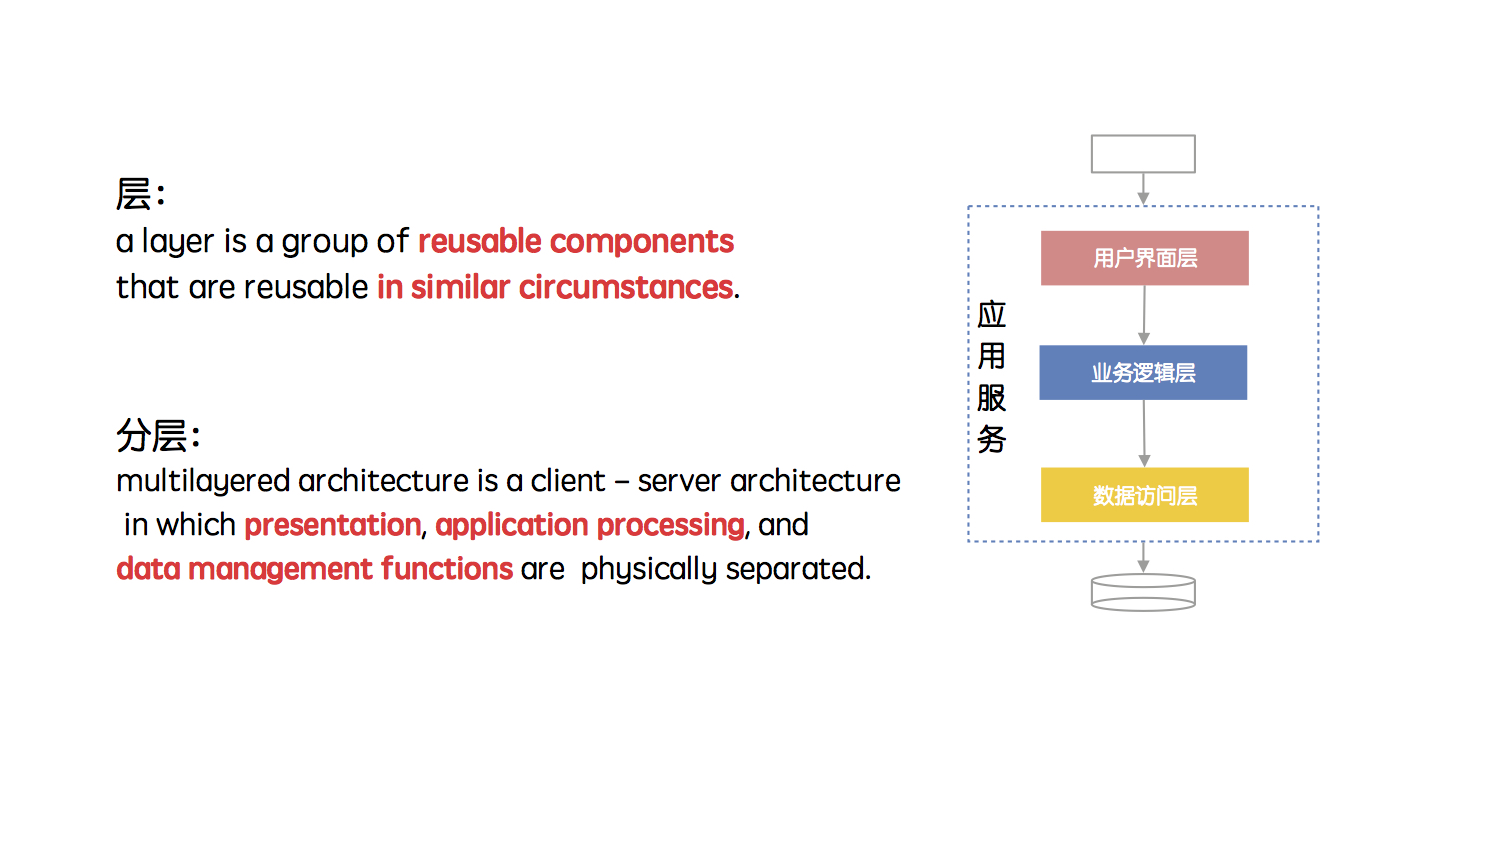 层：
a layer is a group of reusable components
that are reusable in similar circumstances.
分层：
multilayered architecture is a client – server architecture
in which presentation, application processing, and
data management functions are physically separated.
应用服务
用户界面层
业务逻辑层
数据访问层